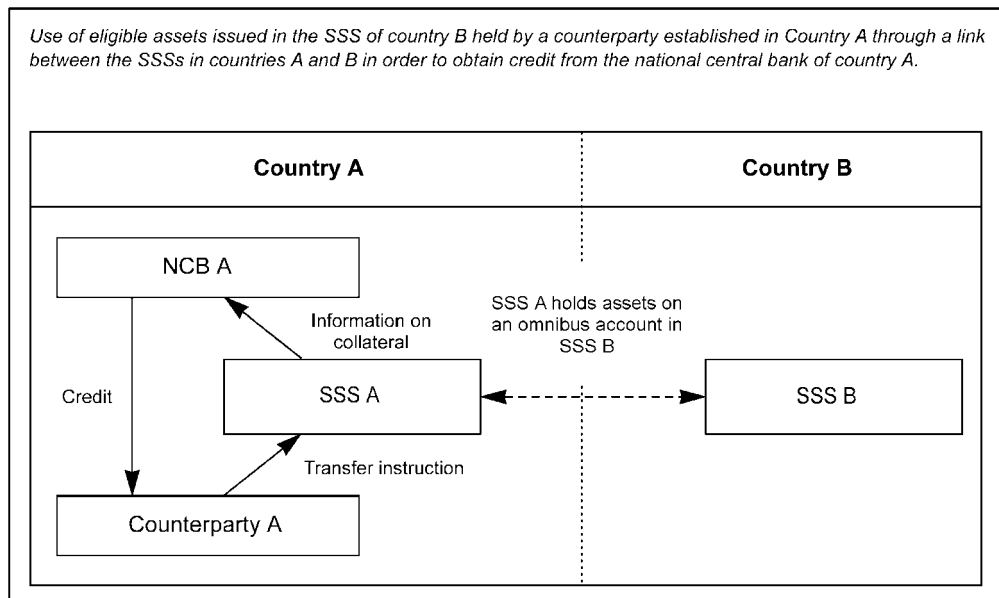 Use of eligible assets issued in the SSS of country B held by a counterparty established in Country A through a link
between the SSSs in countries A and B in order to obtain credit from the national central bank of country A.
Country A
Country B
NCB A
Information on
collateral
SSS A holds assets on
an omnibus account in
SSS B
Credit
SSS A
SSS B
Transfer instruction
Counterparty A